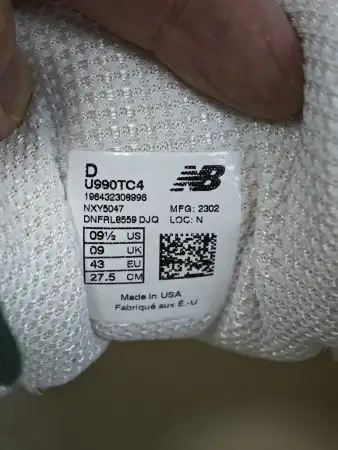 D
U990TC4
196432308998
NXY5047 MFG: 2302
DNFRL8559 DJQ LOC: N
09½ US
09 UK
43 EU
27.5 CM
Made in USA
Fabriqué aux É.-U